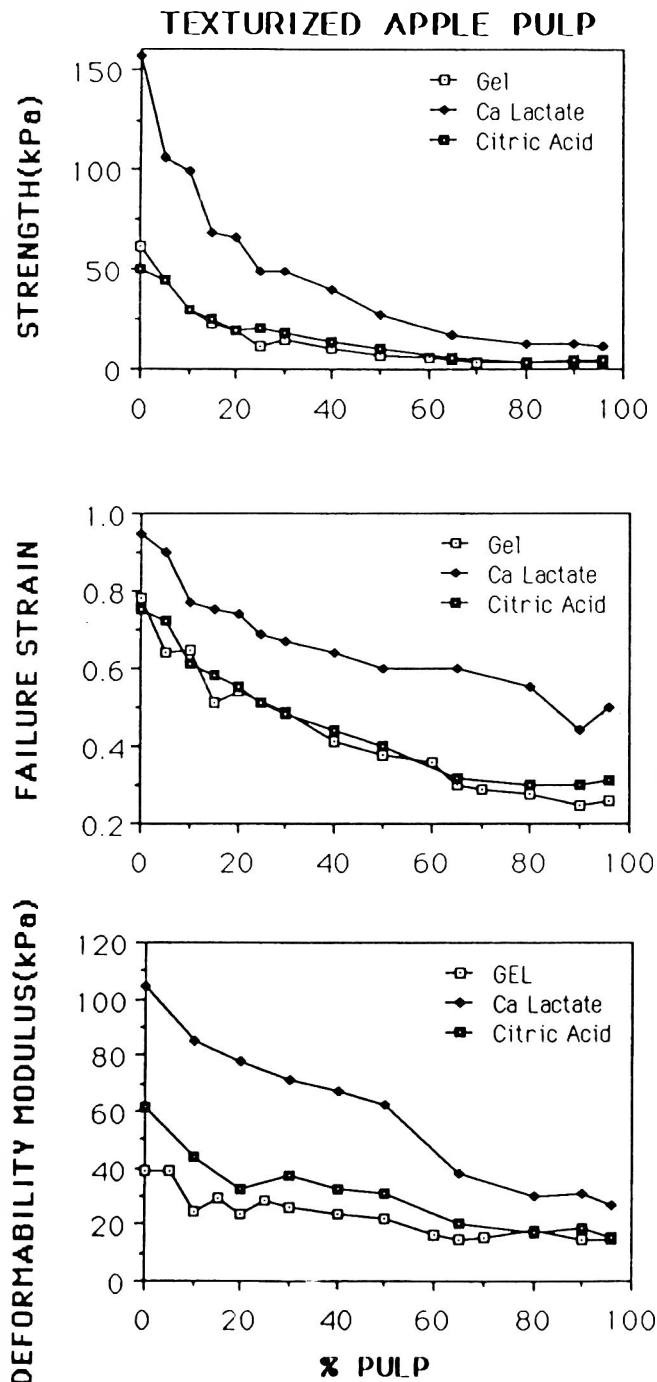 TEXTURIZED APPLE PULP
STRENGTH(kPa)
150
100
50
0
Gel
Ca Lactate
Citric Acid
0 20 40 60 80 100
FAILURE STRAIN
1.0
0.8
0.6
0.4
0.2
Gel
Ca Lactate
Citric Acid
0 20 40 60 80 100
DEFORMABILITY MODULUS(kPa)
120
100
80
60
40
20
0
GEL
Ca Lactate
Citric Acid
0 20 40 60 80 100
% PULP